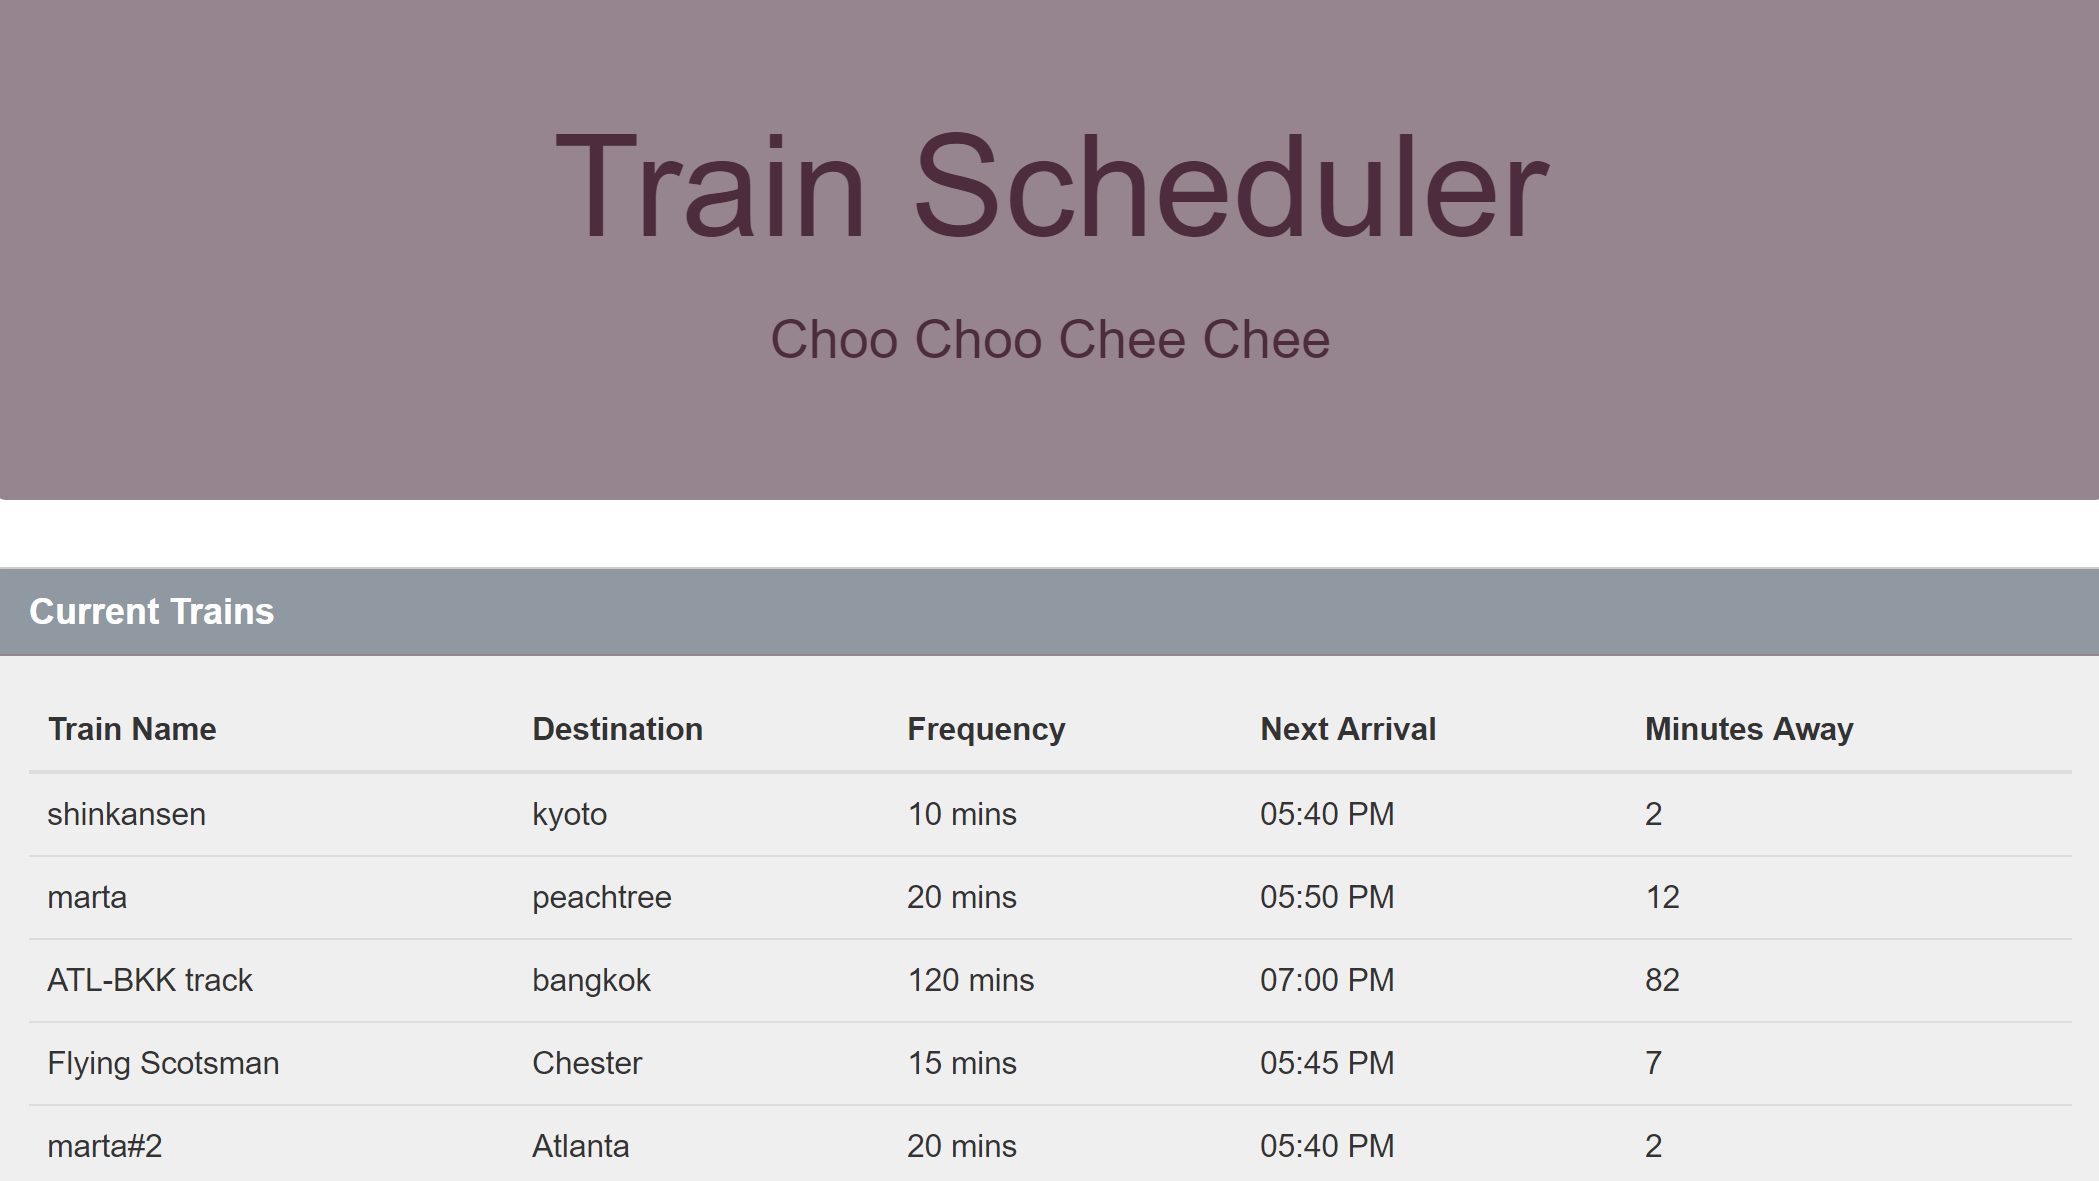 Train Scheduler
Choo Choo Chee Chee
Current Trains
Train Name Destination Frequency Next Arrival Minutes Away
shinkansen kyoto 10 mins 05:40 PM 2
marta peachtree 20 mins 05:50 PM 12
ATL-BKK track bangkok 120 mins 07:00 PM 82
Flying Scotsman Chester 15 mins 05:45 PM 7
marta#2 Atlanta 20 mins 05:40 PM 2